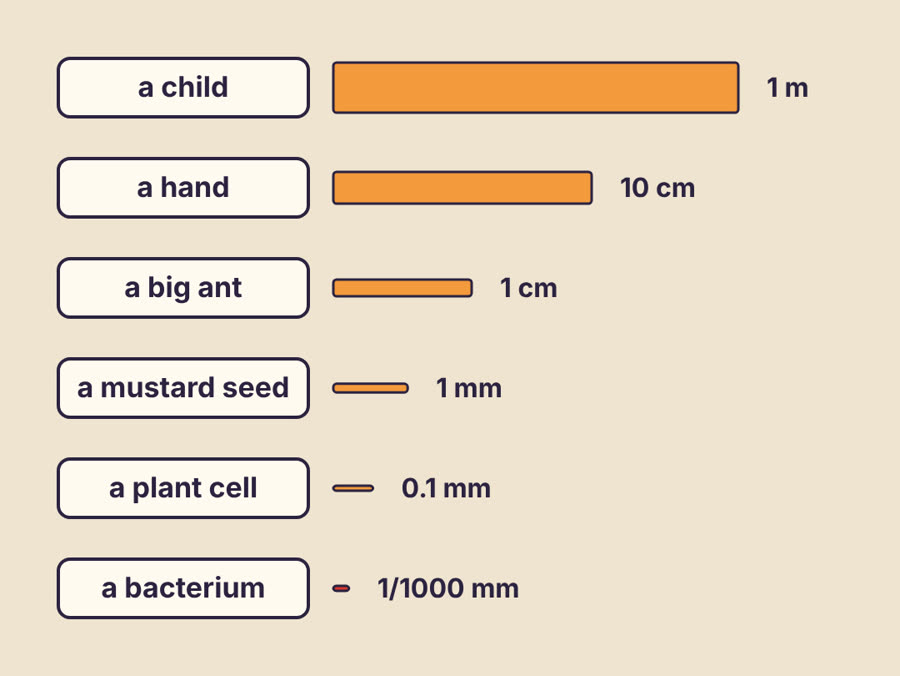 a child
1 m
a hand
10 cm
a big ant
1 cm
a mustard seed
1 mm
a plant cell
0.1 mm
a bacterium
1/1000 mm